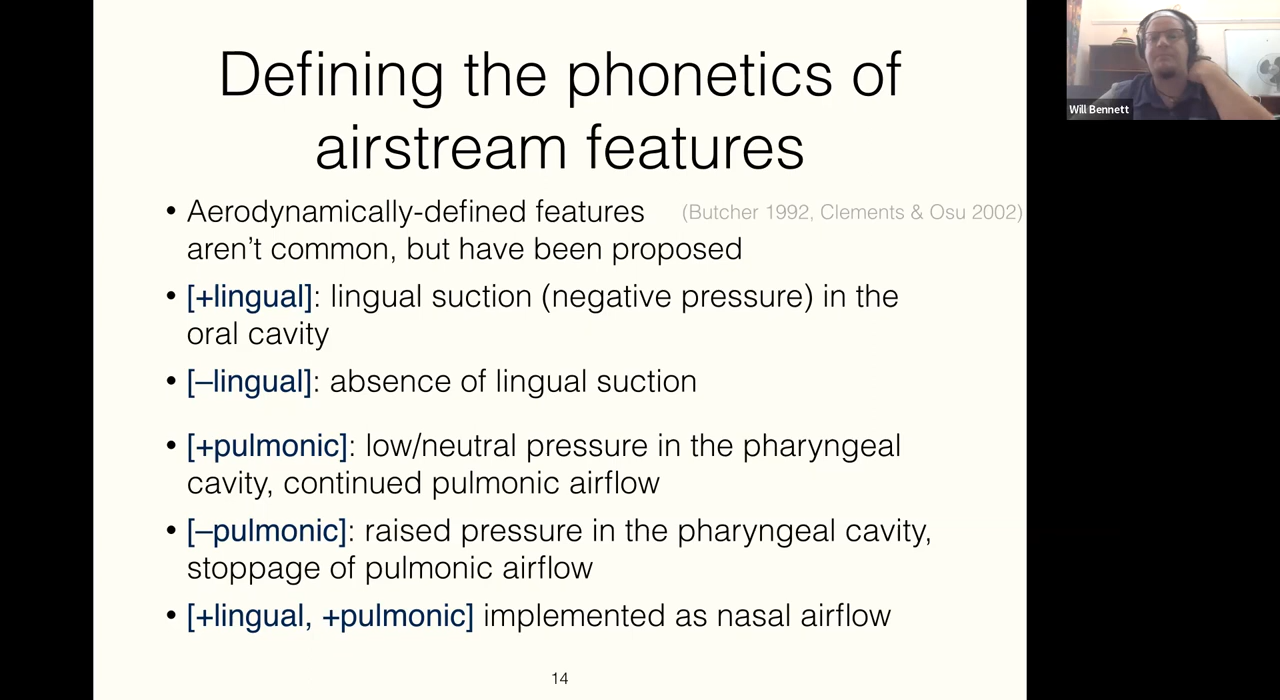 Defining the phonetics of
airstream features
• Aerodynamically-defined features (Butcher 1992, Clements & Osu 2002)
aren’t common, but have been proposed
• [+lingual]: lingual suction (negative pressure) in the
oral cavity
• [–lingual]: absence of lingual suction
• [+pulmonic]: low/neutral pressure in the pharyngeal
cavity, continued pulmonic airflow
• [–pulmonic]: raised pressure in the pharyngeal cavity,
stoppage of pulmonic airflow
• [+lingual, +pulmonic] implemented as nasal airflow
14
Will Bennett